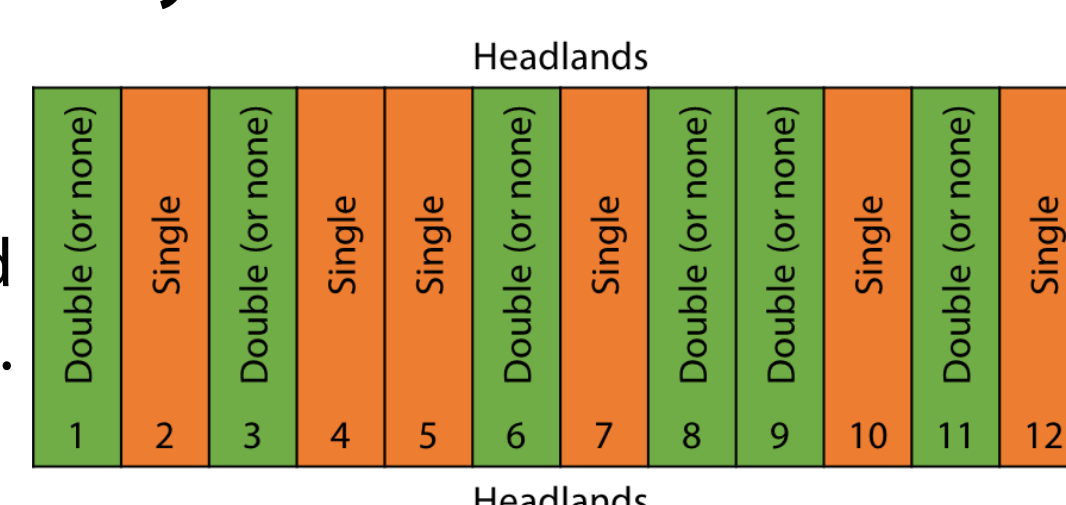 Headlands
Double (or none)
Single
Double (or none)
Single
Single
Double (or none)
Single
Double (or none)
Double (or none)
Single
Double (or none)
Single
1 2 3 4 5 6 7 8 9 10 11 12
Headlands